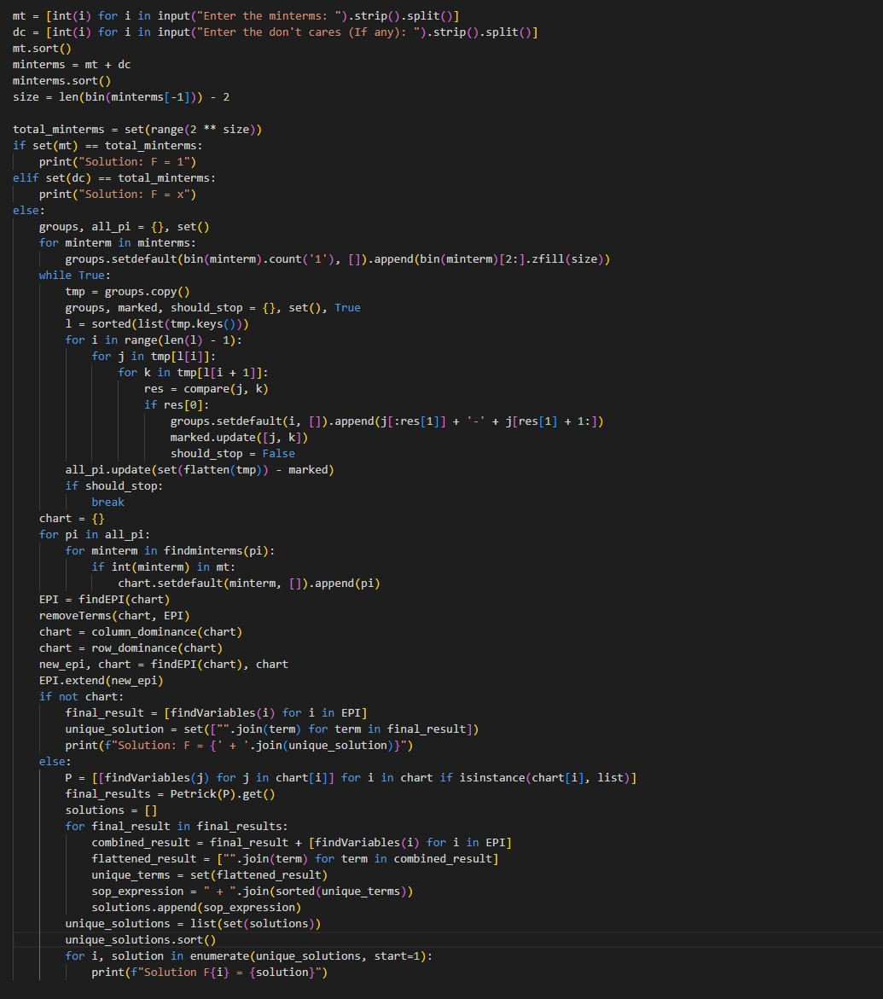 mt = [int(i) for i in input("Enter the minterms: ").strip().split()]
dc = [int(i) for i in input("Enter the don't cares (If any): ").strip().split()]
mt.sort()
minterms = mt + dc
minterms.sort()
size = len(bin(minterms[-1])) - 2

total_minterms = set(range(2 ** size))
if set(mt) == total_minterms:
    print("Solution: F = 1")
elif set(dc) == total_minterms:
    print("Solution: F = x")
else:
    groups, all_pi = {}, set()
    for minterm in minterms:
        groups.setdefault(bin(minterm).count('1'), []).append(bin(minterm)[2:].zfill(size))
    while True:
        tmp = groups.copy()
        groups, marked, should_stop = {}, set(), True
        l = sorted(list(tmp.keys()))
        for i in range(len(l) - 1):
            for j in tmp[l[i]]:
                for k in tmp[l[i + 1]]:
                    res = compare(j, k)
                    if res[0]:
                        groups.setdefault(i, []).append(j[:res[1]] + '-' + j[res[1] + 1:])
                        marked.update([j, k])
                        should_stop = False
        all_pi.update(set(flatten(tmp)) - marked)
        if should_stop:
            break
    chart = {}
    for pi in all_pi:
        for minterm in findminterms(pi):
            if int(minterm) in mt:
                chart.setdefault(minterm, []).append(pi)
    EPI = findEPI(chart)
    removeTerms(chart, EPI)
    chart = column_dominance(chart)
    chart = row_dominance(chart)
    new_epi, chart = findEPI(chart), chart
    EPI.extend(new_epi)
    if not chart:
        final_result = [findVariables(i) for i in EPI]
        unique_solution = set(["".join(term) for term in final_result])
        print(f"Solution: F = {' + '.join(unique_solution)}")
    else:
        P = [[findVariables(j) for j in chart[i]] for i in chart if isinstance(chart[i], list)]
        final_results = Petrick(P).get()
        solutions = []
        for final_result in final_results:
            combined_result = final_result + [findVariables(i) for i in EPI]
            flattened_result = ["".join(term) for term in combined_result]
            unique_terms = set(flattened_result)
            sop_expression = " + ".join(sorted(unique_terms))
            solutions.append(sop_expression)
        unique_solutions = list(set(solutions))
        unique_solutions.sort()
        for i, solution in enumerate(unique_solutions, start=1):
            print(f"Solution F{i} = {solution}")